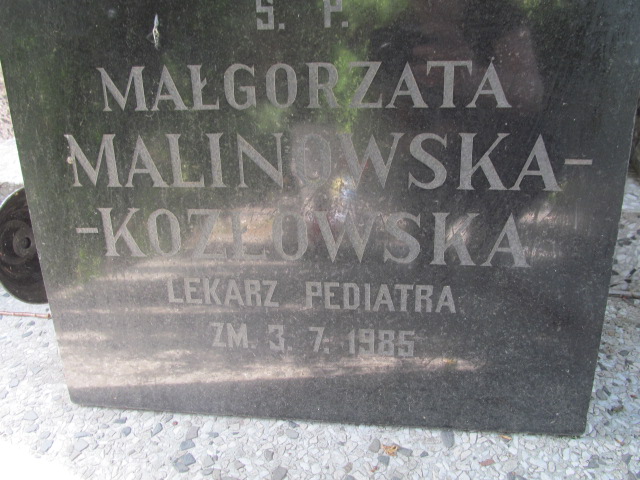 Ś. P.
MAŁGORZATA
MALINOWSKA-
-KOZŁOWSKA
LEKARZ PEDIATRA
ZM. 3. 7. 1985